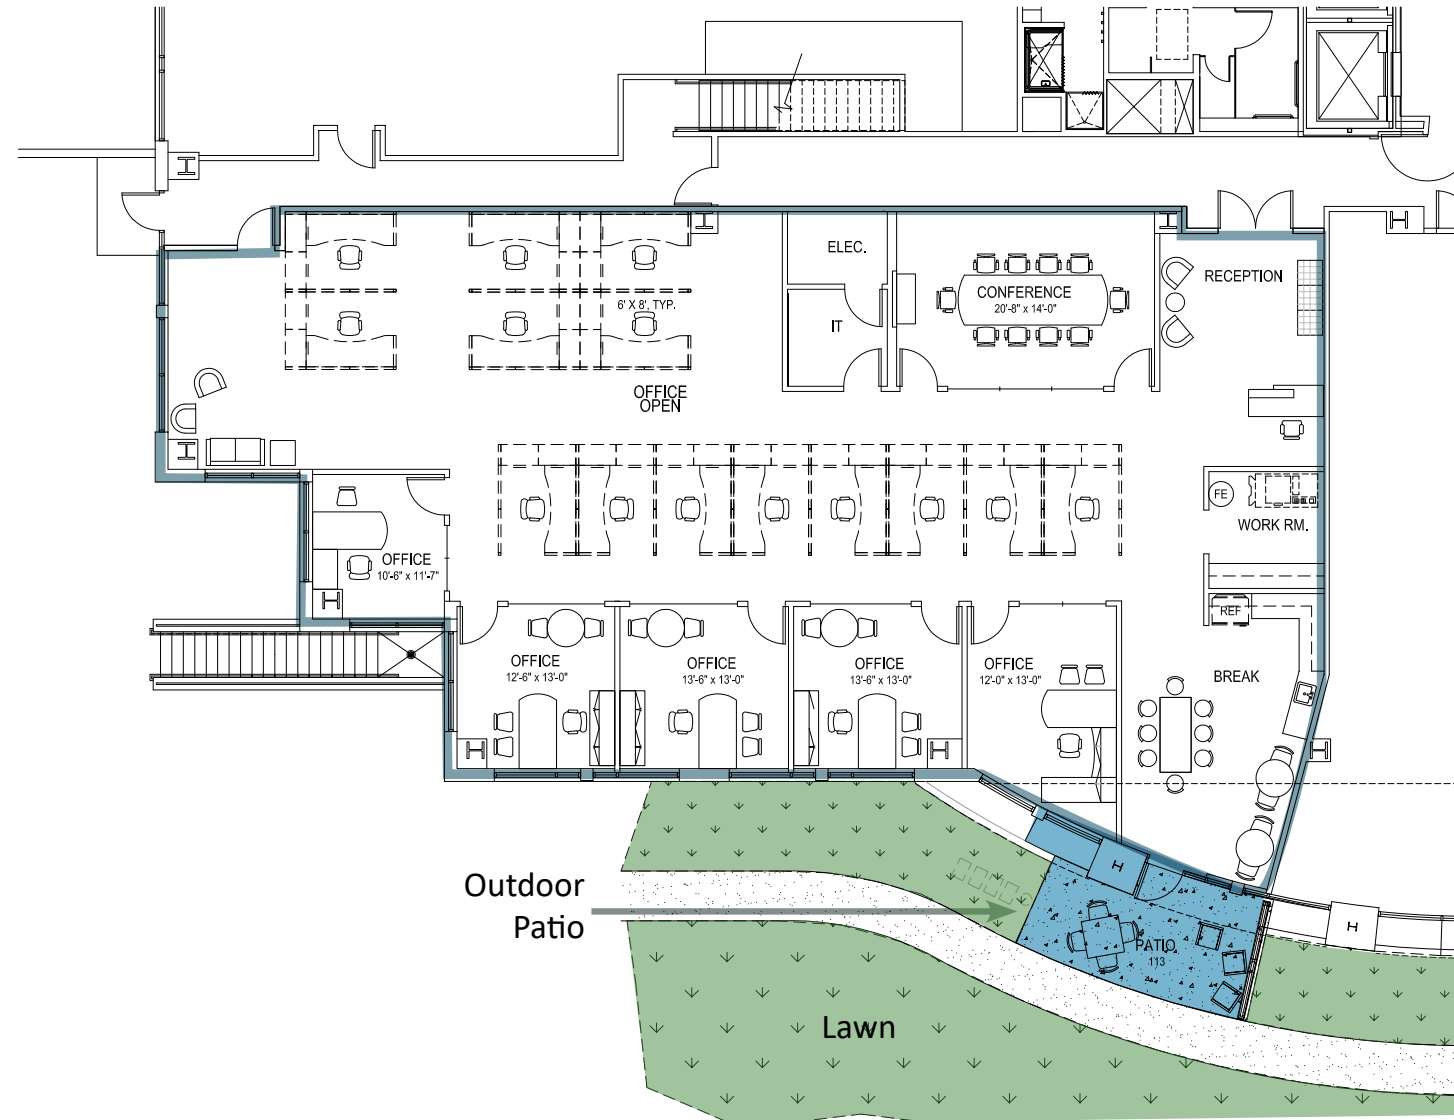 ELEC.
RECEPTION
CONFERENCE
20'-8" x 14'-0"
6' X 8', TYP.
IT
OFFICE
OPEN
FE
WORK RM.
OFFICE
10'-6" x 11'-7"
REF
OFFICE
12'-6" x 13'-0"
OFFICE
13'-6" x 13'-0"
OFFICE
13'-6" x 13'-0"
OFFICE
12'-0" x 13'-0"
BREAK
Outdoor
Patio
PATIO
113
Lawn